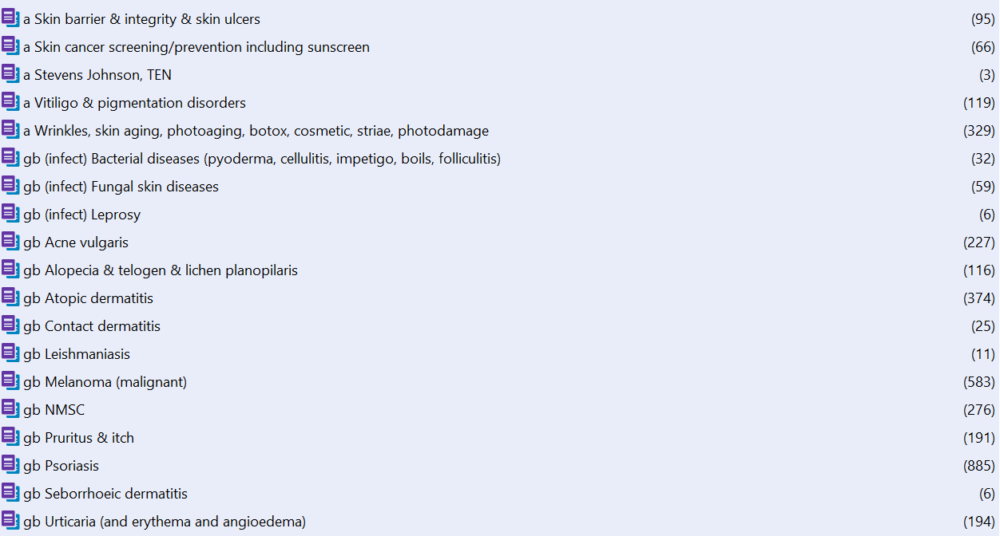 a Skin barrier & integrity & skin ulcers (95)
a Skin cancer screening/prevention including sunscreen (66)
a Stevens Johnson, TEN (3)
a Vitiligo & pigmentation disorders (119)
a Wrinkles, skin aging, photoaging, botox, cosmetic, striae, photodamage (329)
gb (infect) Bacterial diseases (pyoderma, cellulitis, impetigo, boils, folliculitis) (32)
gb (infect) Fungal skin diseases (59)
gb (infect) Leprosy (6)
gb Acne vulgaris (227)
gb Alopecia & telogen & lichen planopilaris (116)
gb Atopic dermatitis (374)
gb Contact dermatitis (25)
gb Leishmaniasis (11)
gb Melanoma (malignant) (583)
gb NMSC (276)
gb Pruritus & itch (191)
gb Psoriasis (885)
gb Seborrhoeic dermatitis (6)
gb Urticaria (and erythema and angioedema) (194)